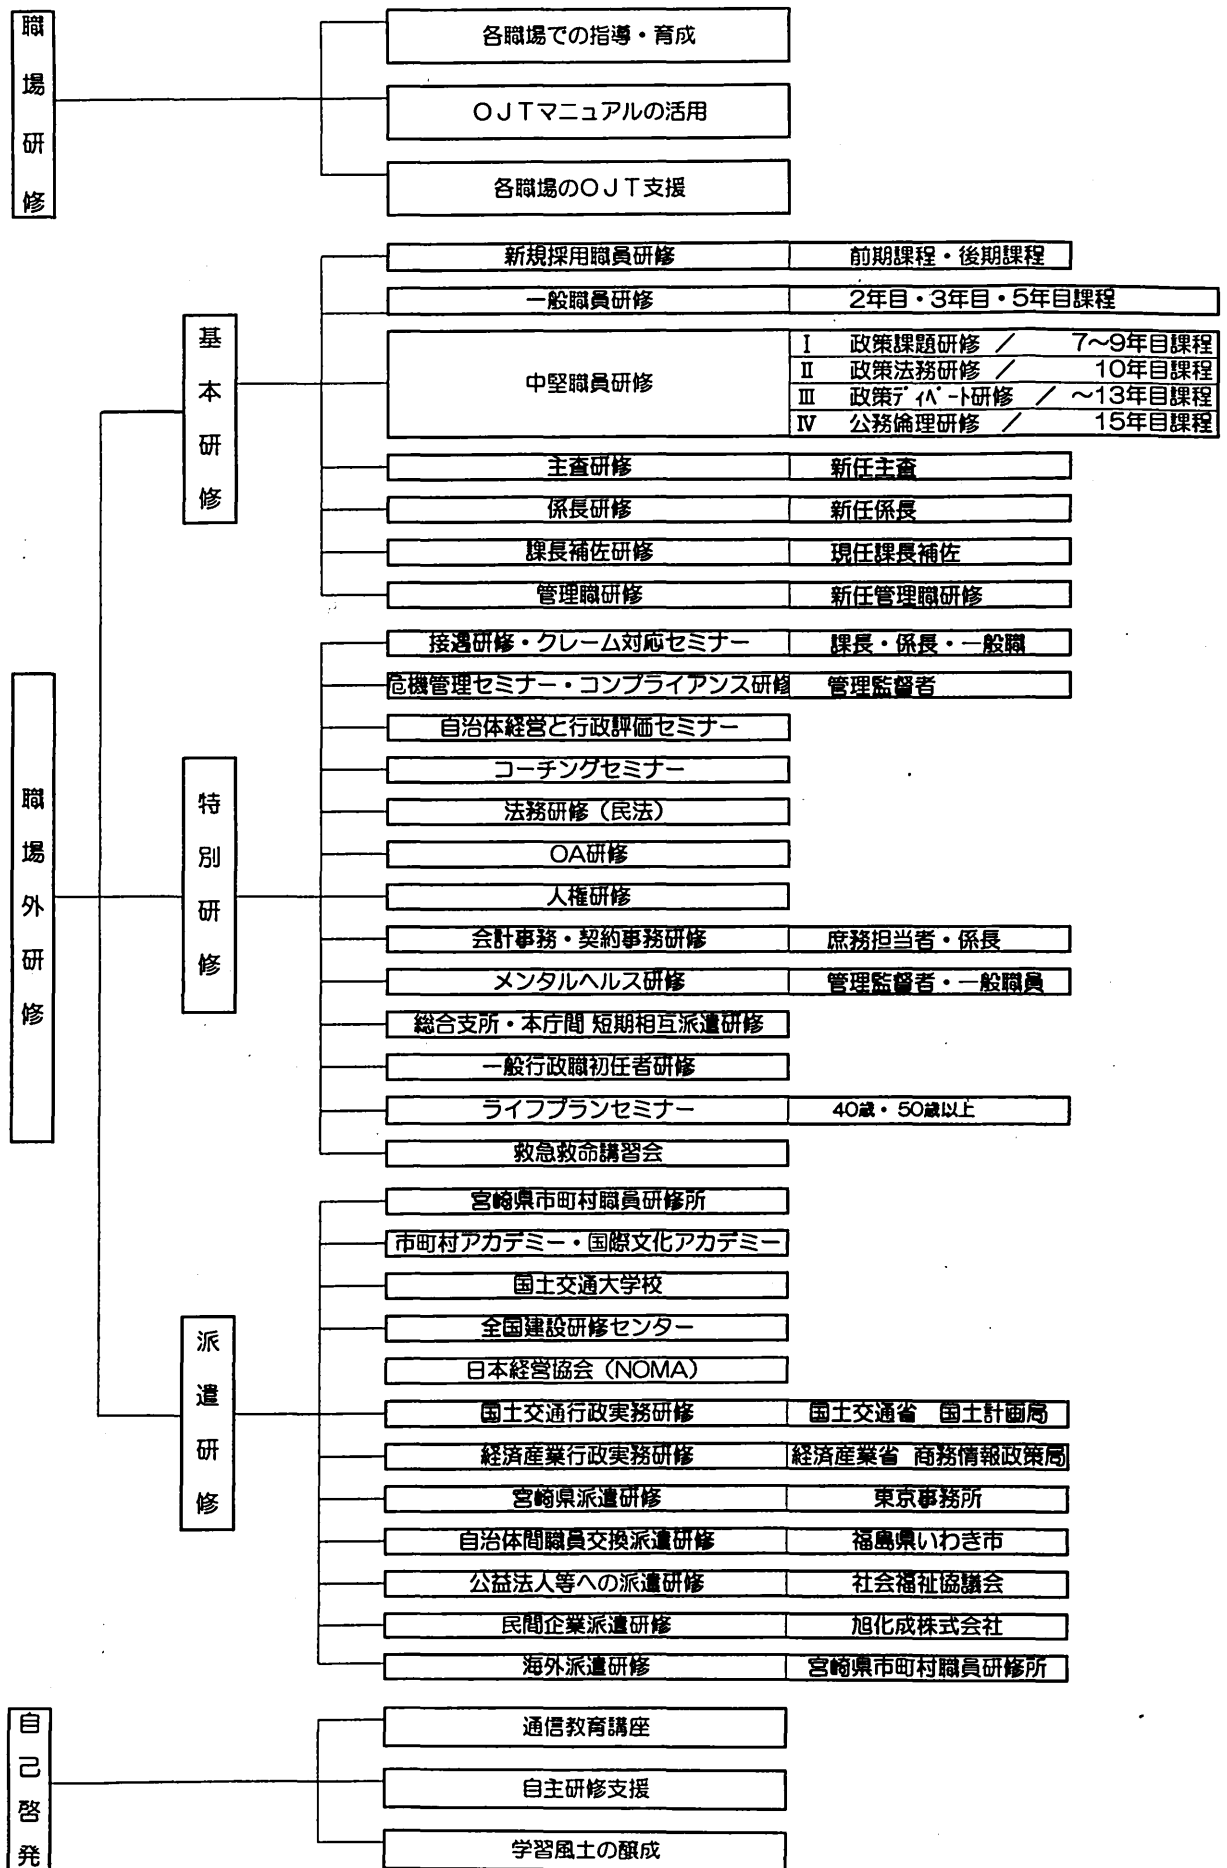 職場研修
各職場での指導・育成
OJTマニュアルの活用
各職場のOJT支援
職場外研修
基本研修
新規採用職員研修 前期課程・後期課程
一般職員研修 2年目・3年目・5年目課程
中堅職員研修
Ⅰ 政策課題研修 / 7~9年目課程
Ⅱ 政策法務研修 / 10年目課程
Ⅲ 政策ディベート研修 / ~13年目課程
Ⅳ 公務倫理研修 / 15年目課程
主査研修 新任主査
係長研修 新任係長
課長補佐研修 現任課長補佐
管理職研修 新任管理職研修
特別研修
接遇研修・クレーム対応セミナー 課長・係長・一般職
危機管理セミナー・コンプライアンス研修 管理監督者
自治体経営と行政評価セミナー
コーチングセミナー
法務研修(民法)
OA研修
人権研修
会計事務・契約事務研修 庶務担当者・係長
メンタルヘルス研修 管理監督者・一般職員
総合支所・本庁間 短期相互派遣研修
一般行政職初任者研修
ライフプランセミナー 40歳・50歳以上
救急救命講習会
派遣研修
宮崎県市町村職員研修所
市町村アカデミー・国際文化アカデミー
国土交通大学校
全国建設研修センター
日本経営協会(NOMA)
国土交通行政実務研修 国土交通省 国土計画局
経済産業行政実務研修 経済産業省 商務情報政策局
宮崎県派遣研修 東京事務所
自治体間職員交換派遣研修 福島県いわき市
公益法人等への派遣研修 社会福祉協議会
民間企業派遣研修 旭化成株式会社
海外派遣研修 宮崎県市町村職員研修所
自己啓発
通信教育講座
自主研修支援
学習風土の醸成